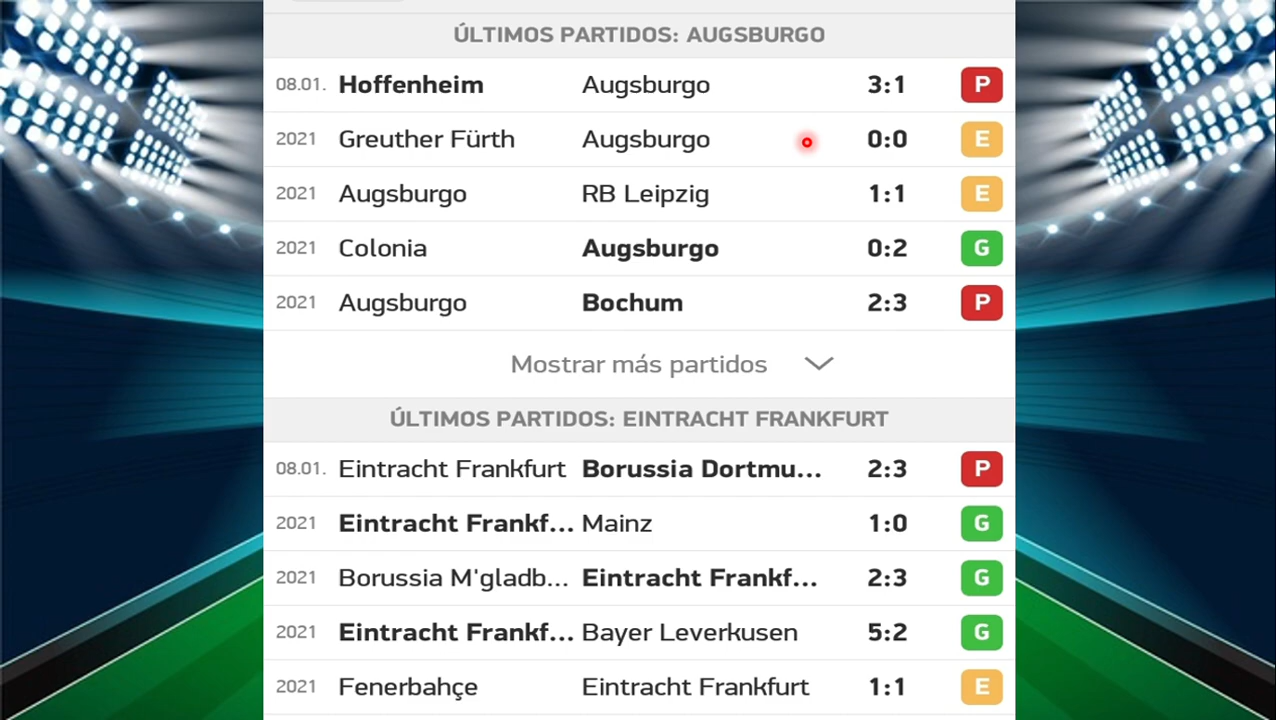 ÚLTIMOS PARTIDOS: AUGSBURGO
08.01. Hoffenheim Augsburgo 3:1 P
2021 Greuther Fürth Augsburgo 0:0 E
2021 Augsburgo RB Leipzig 1:1 E
2021 Colonia Augsburgo 0:2 G
2021 Augsburgo Bochum 2:3 P
Mostrar más partidos
ÚLTIMOS PARTIDOS: EINTRACHT FRANKFURT
08.01. Eintracht Frankfurt Borussia Dortmu... 2:3 P
2021 Eintracht Frankf... Mainz 1:0 G
2021 Borussia M'gladb... Eintracht Frankf... 2:3 G
2021 Eintracht Frankf... Bayer Leverkusen 5:2 G
2021 Fenerbahçe Eintracht Frankfurt 1:1 E